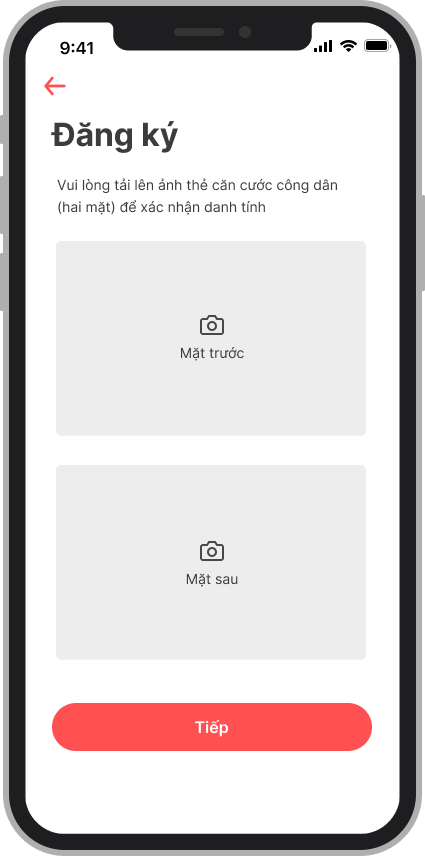 9:41
Đăng ký
Vui lòng tải lên ảnh thẻ căn cước công dân
(hai mặt) để xác nhận danh tính
Mặt trước
Mặt sau
Tiếp